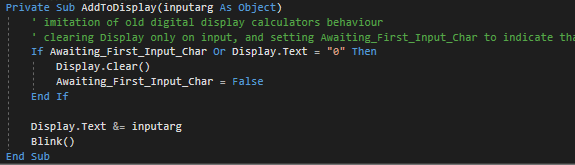 Private Sub AddToDisplay(inputarg As Object)
' imitation of old digital display calculators behaviour
' clearing Display only on input, and setting Awaiting_First_Input_Char to indicate
If Awaiting_First_Input_Char Or Display.Text = "0" Then
Display.Clear()
Awaiting_First_Input_Char = False
End If
Display.Text &= inputarg
Blink()
End Sub